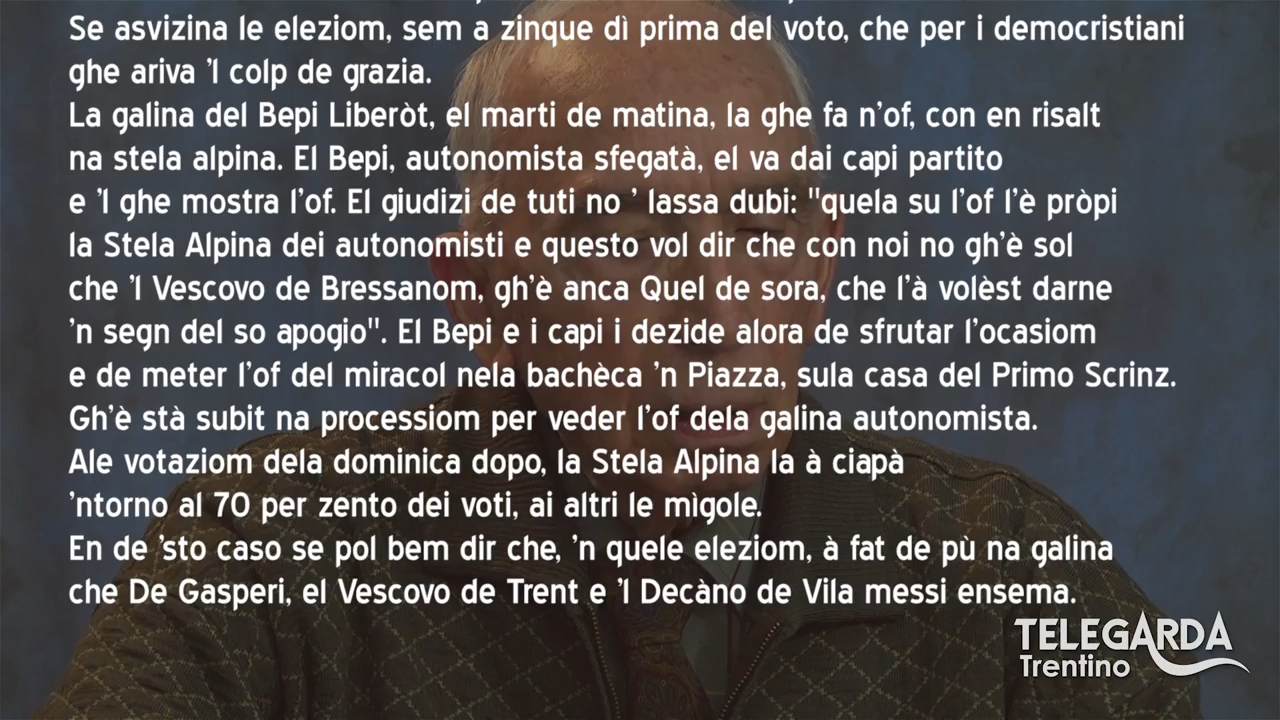 Se asvizina le eleziom, sem a zinque dì prima del voto, che per i democristiani
ghe ariva 'l colp de grazia.
La galina del Bepi Liberòt, el marti de matina, la ghe fa n'of, con en risalt
na stela alpina. El Bepi, autonomista sfegatà, el va dai capi partito
e 'l ghe mostra l'of. El giudizi de tuti no ' lassa dubi: "quela su l'of l'è pròpi
la Stela Alpina dei autonomisti e questo vol dir che con noi no gh'è sol
che 'l Vescovo de Bressanom, gh'è anca Quel de sora, che l'à volèst darne
'n segn del so apogio". El Bepi e i capi i dezide alora de sfrutar l'ocasiom
e de meter l'of del miracol nela bachèca 'n Piazza, sula casa del Primo Scrinz.
Gh'è stà subit na processiom per veder l'of dela galina autonomista.
Ale votaziom dela dominica dopo, la Stela Alpina la à ciapà
'ntorno al 70 per zento dei voti, ai altri le mìgole.
En de 'sto caso se pol bem dir che, 'n quele eleziom, à fat de pù na galina
che De Gasperi, el Vescovo de Trent e 'l Decàno de Vila messi ensema.
TELEGARDA
Trentino